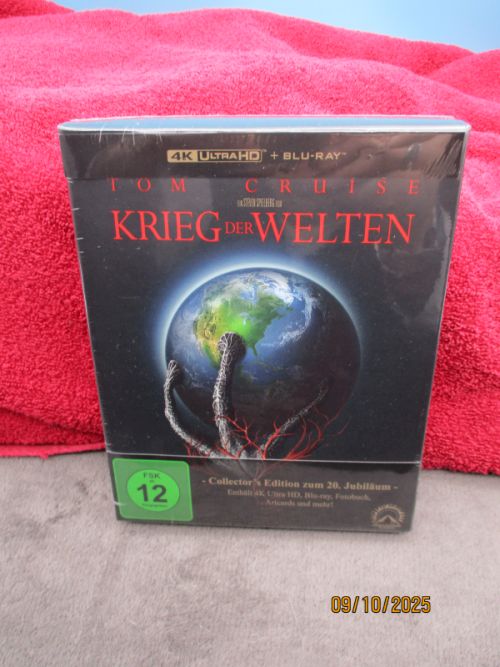 4K ULTRA HD + BLU-RAY™
TOM CRUISE
EIN STEVEN SPIELBERG FILM
KRIEG DER WELTEN
FSK
12
- Collector's Edition zum 20. Jubiläum -
Enthält 4K Ultra HD, Blu-ray, Fotobuch,
Artcards und mehr!
09/10/2025